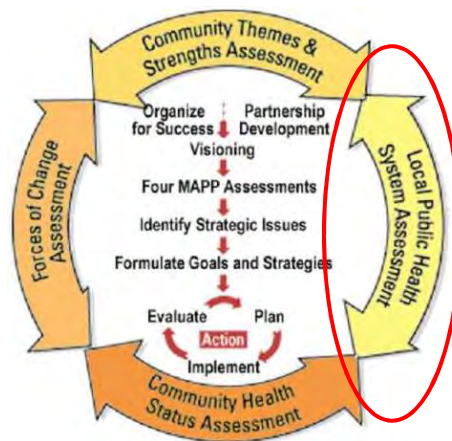 Community Themes &
Strengths Assessment
Organize
for Success
Partnership
Development
Visioning
Four MAPP Assessments
Identify Strategic Issues
Formulate Goals and Strategies
Evaluate
Plan
Action
Implement
Forces of Change
Assessment
Local Public Health
System Assessment
Community Health
Status Assessment